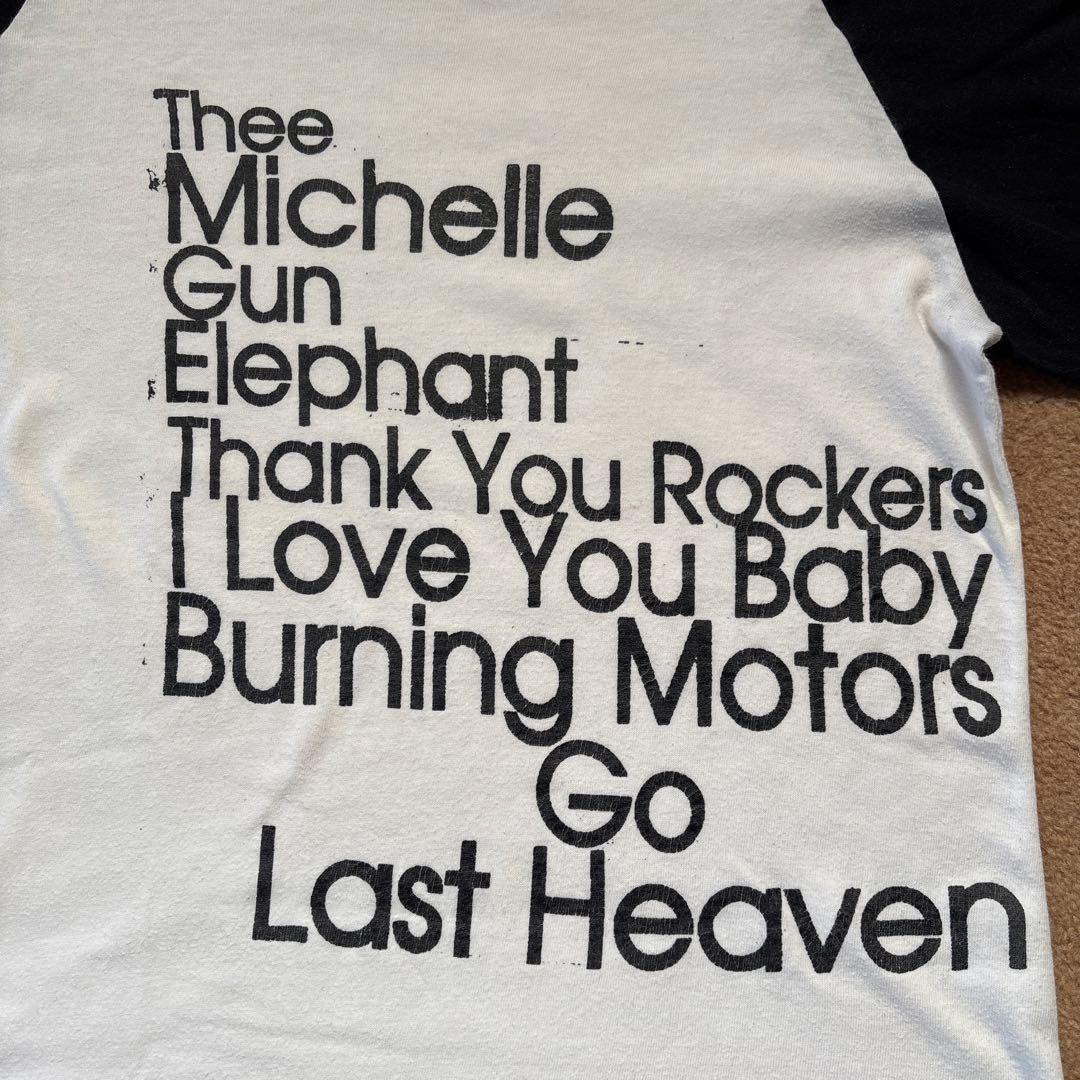 Thee
Michelle
Gun
Elephant
Thank You Rockers
I Love You Baby
Burning Motors
Go
Last Heaven